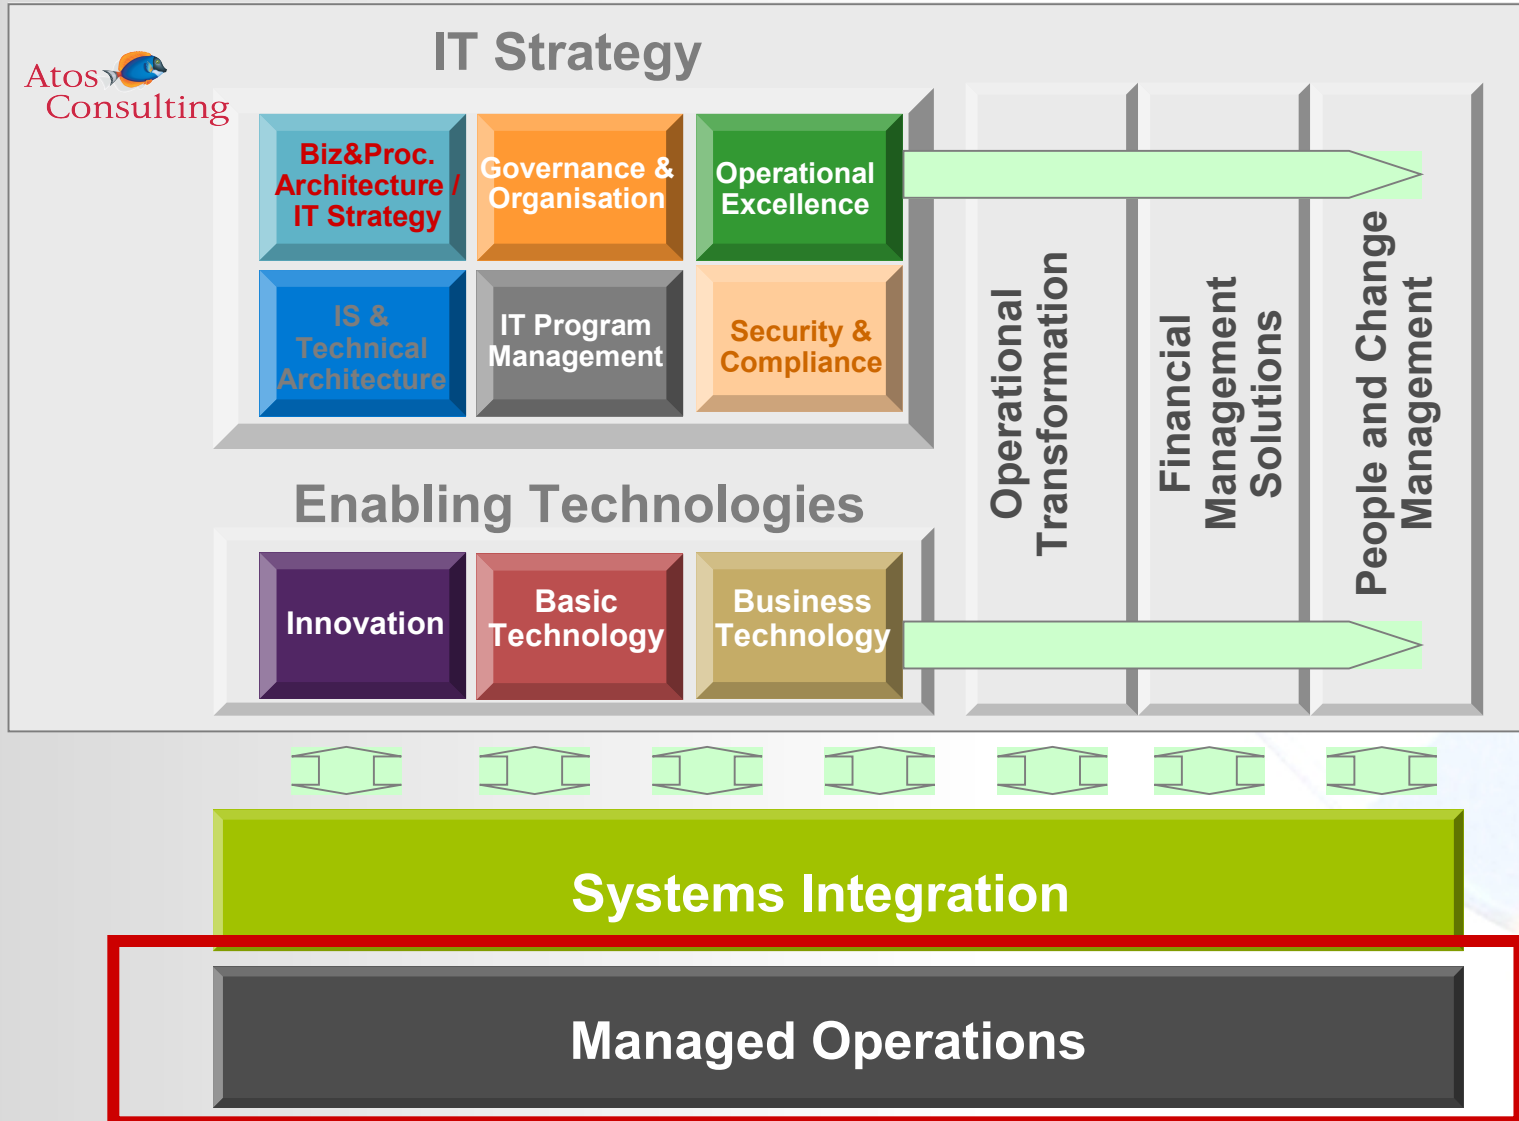 Atos
Consulting
IT Strategy
Biz&Proc.
Architecture /
IT Strategy
Governance &
Organisation
Operational
Excellence
IS &
Technical
Architecture
IT Program
Management
Security &
Compliance
Enabling Technologies
Innovation
Basic
Technology
Business
Technology
Operational
Transformation
Financial
Management
Solutions
People and Change
Management
Systems Integration
Managed Operations